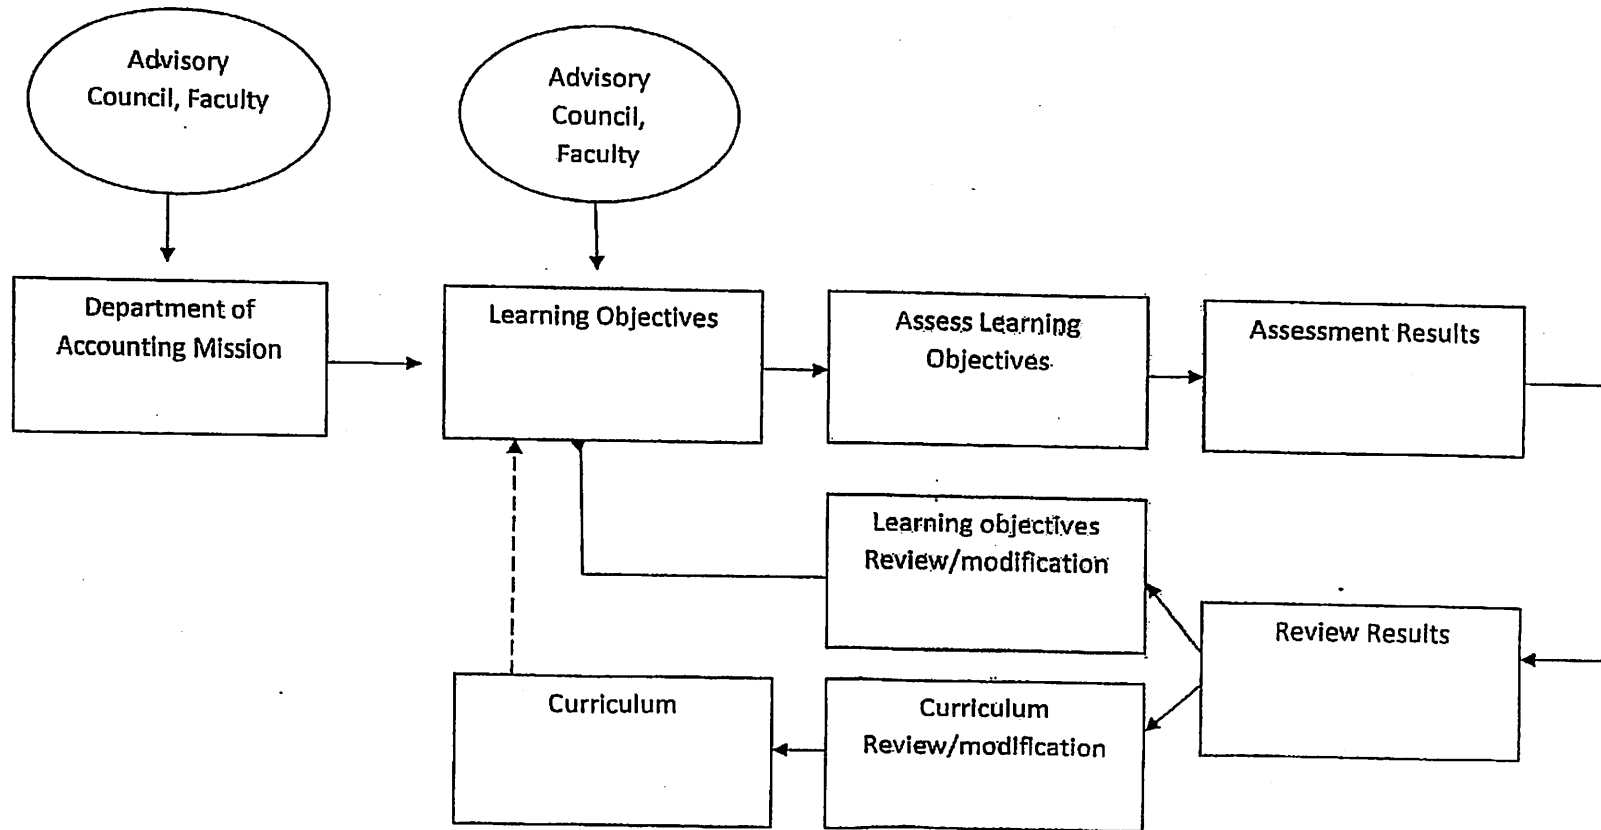 Advisory
Council, Faculty
Advisory
Council,
Faculty
Department of
Accounting Mission
Learning Objectives
Assess Learning
Objectives
Assessment Results
Learning objectives
Review/modification
Review Results
Curriculum
Curriculum
Review/modification